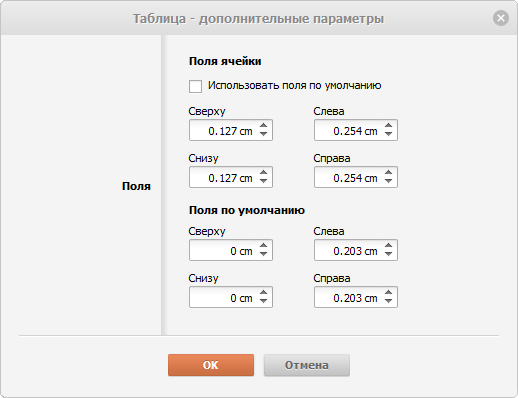 Таблица - дополнительные параметры
Поля
Поля ячейки
Использовать поля по умолчанию
Сверху Слева
0.127 cm 0.254 cm
Снизу Справа
0.127 cm 0.254 cm
Поля по умолчанию
Сверху Слева
0 cm 0.203 cm
Снизу Справа
0 cm 0.203 cm
OK Отмена